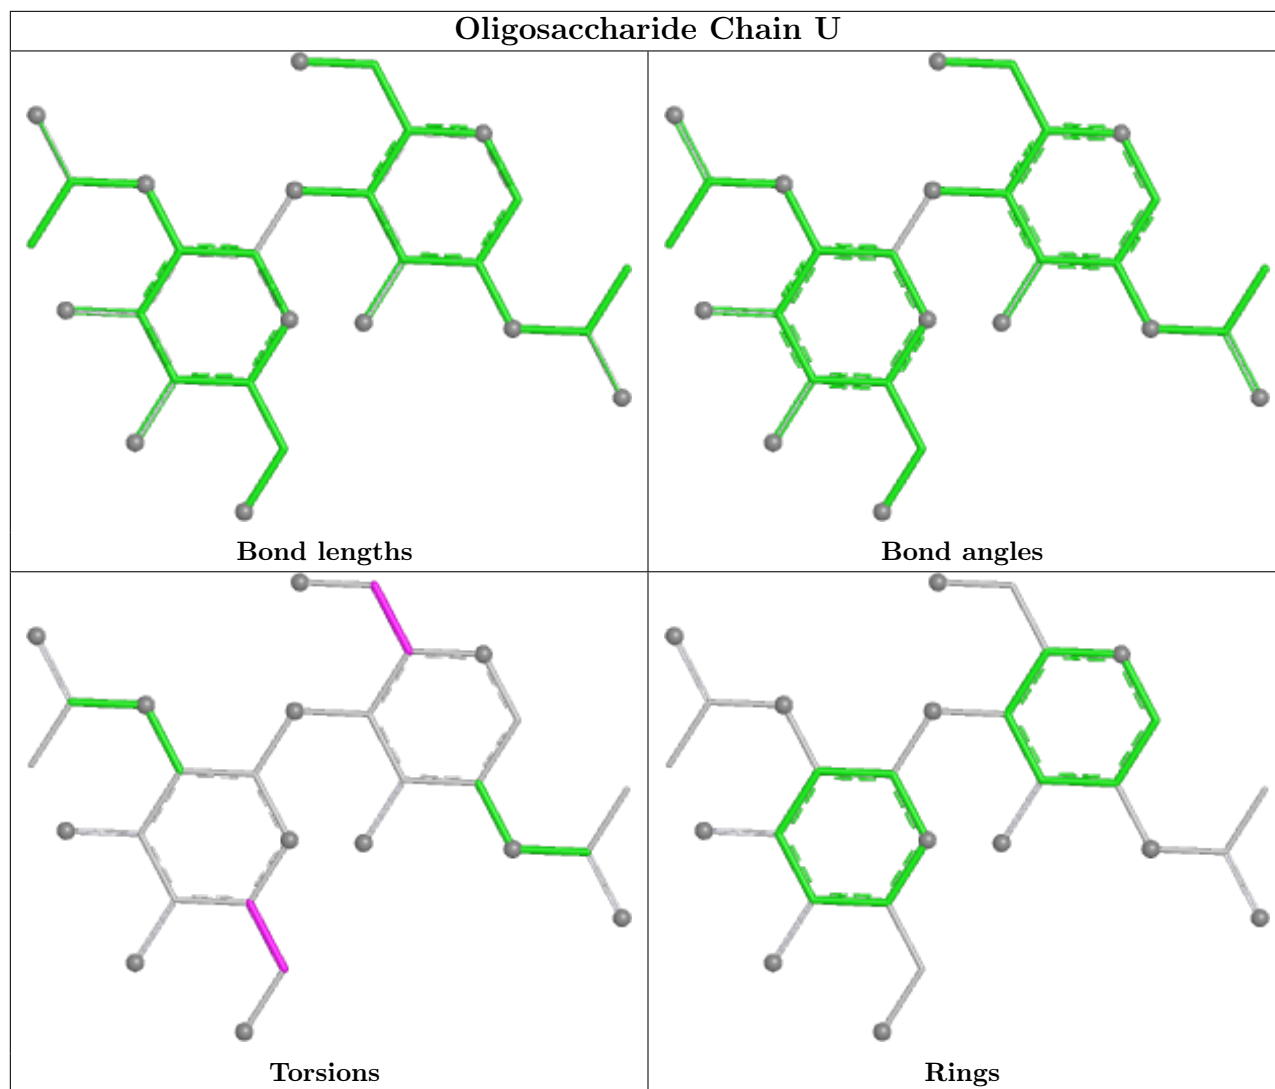 Oligosaccharide Chain U
Bond lengths
Bond angles
Torsions
Rings